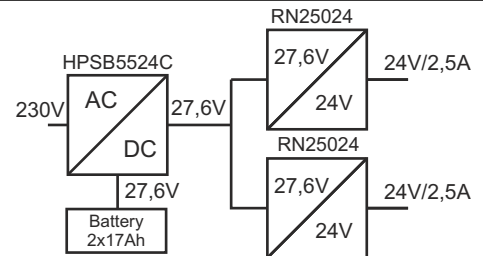 RN25024
HPSB5524C
27,6V
24V/2,5A
AC
230V
27,6V
24V
DC
RN25024
27,6V
27,6V
24V/2,5A
Battery
2x17Ah
24V